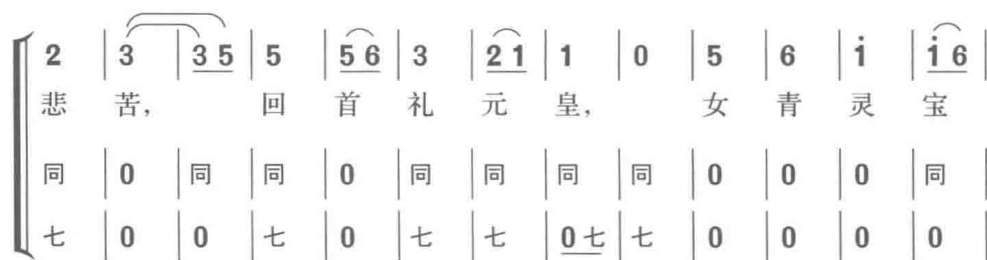 2 | 3 | 3 5 | 5 | 5 6 | 3 | 2 1 | 1 | 0 | 5 | 6 | i | i 6 |
悲 苦, 回 首 礼 元 皇, 女 青 灵 宝
同 | 0 | 同 | 同 | 0 | 同 | 同 | 同 | 同 | 0 | 0 | 0 | 同 |
七 | 0 | 0 | 七 | 0 | 七 | 七 | 0 七 | 七 | 0 | 0 | 0 | 0 |